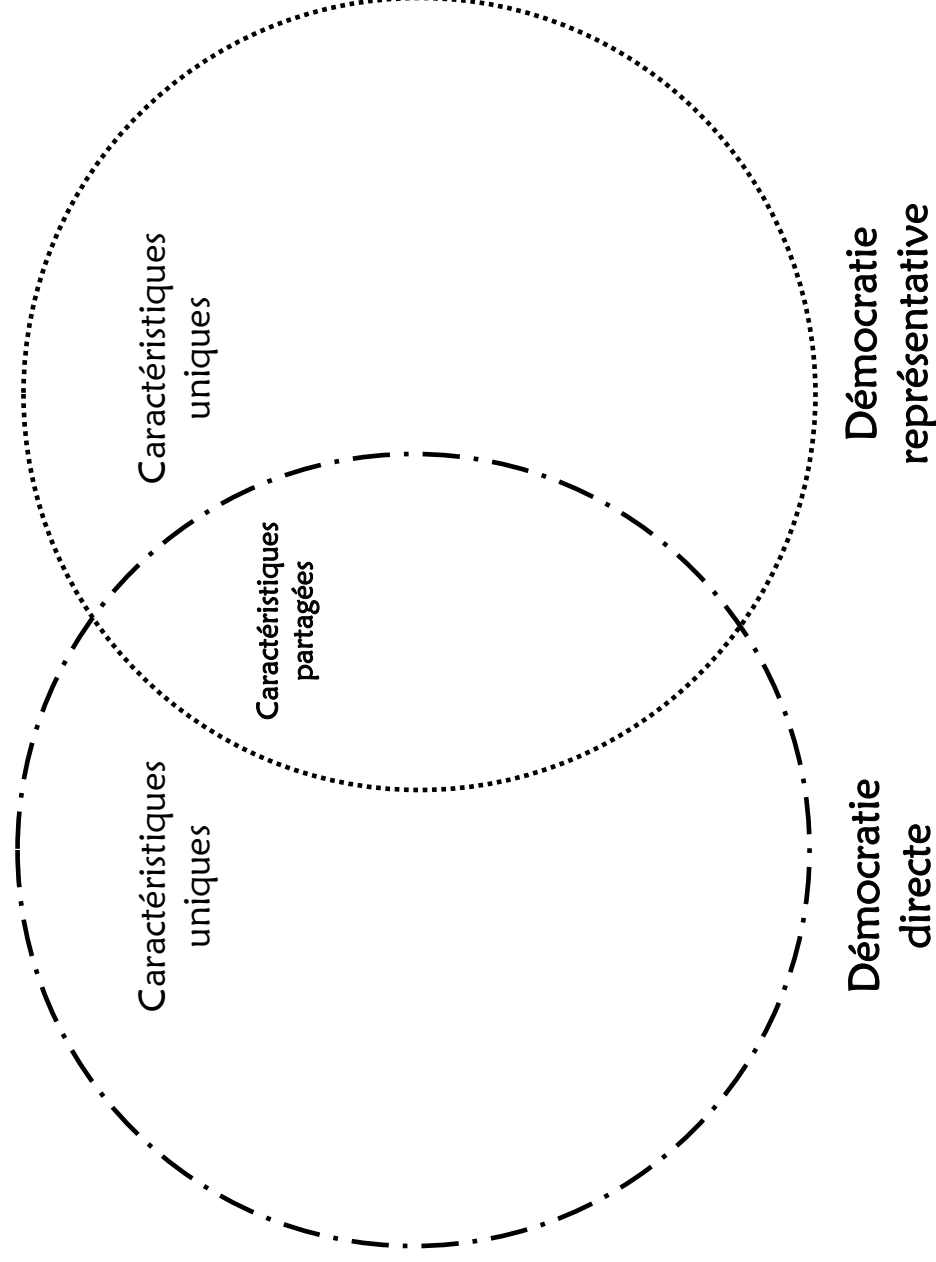 Caractéristiques
uniques
Caractéristiques
partagées
Caractéristiques
uniques
Démocratie
directe
Démocratie
représentative